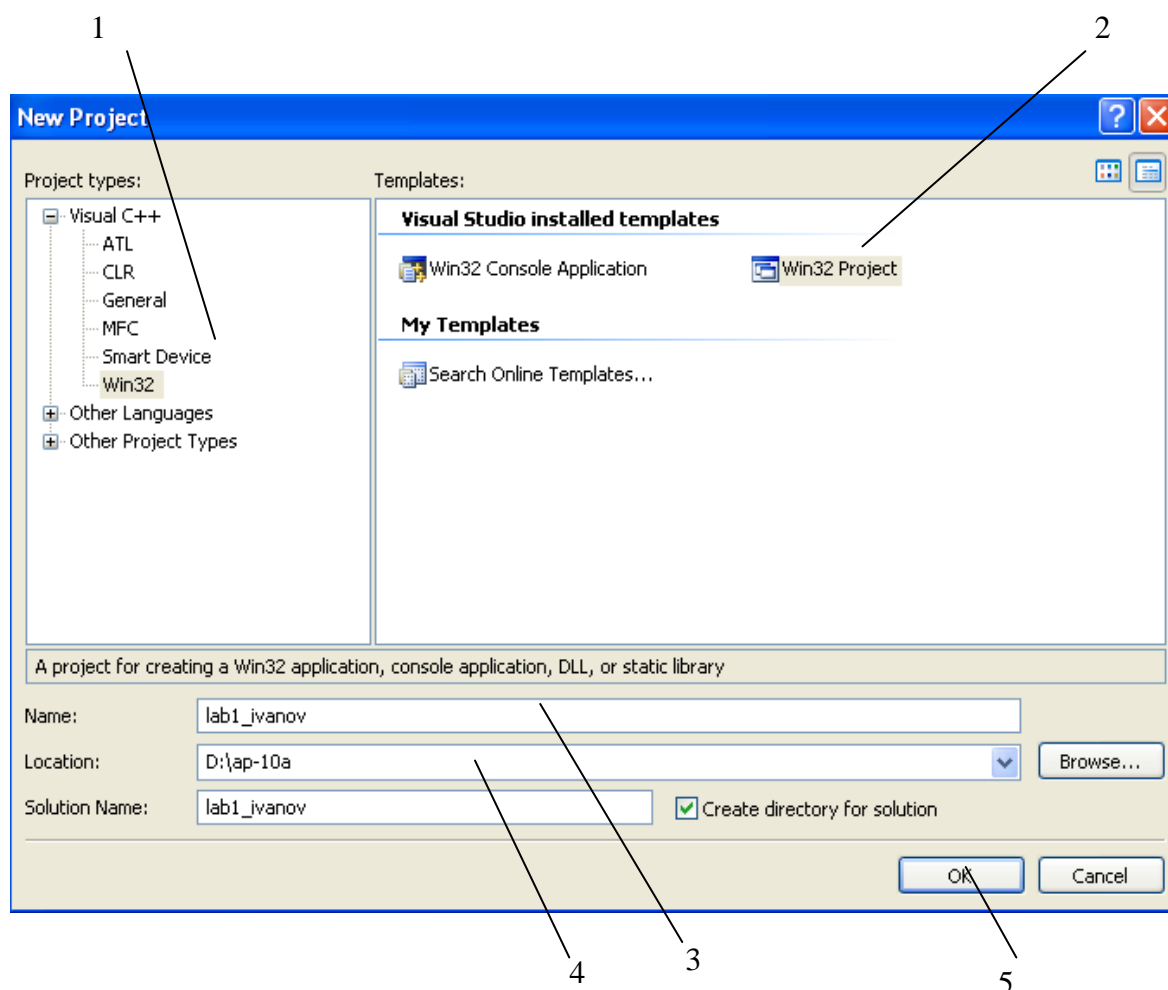 1
2
New Project
Project types:
Templates:
Visual C++
ATL
CLR
General
MFC
Smart Device
Win32
Other Languages
Other Project Types
Visual Studio installed templates
Win32 Console Application
Win32 Project
My Templates
Search Online Templates...
A project for creating a Win32 application, console application, DLL, or static library
Name:
lab1_ivanov
Location:
D:\ap-10a
Browse...
Solution Name:
lab1_ivanov
Create directory for solution
OK
Cancel
3
4
5